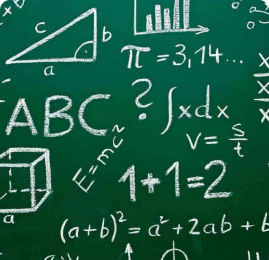 c
b
a
π = 3,14...
ABC
?
∫xdx
v = s/t
E=mc²
1+1=2
a
(a+b)² = a² + 2ab + b